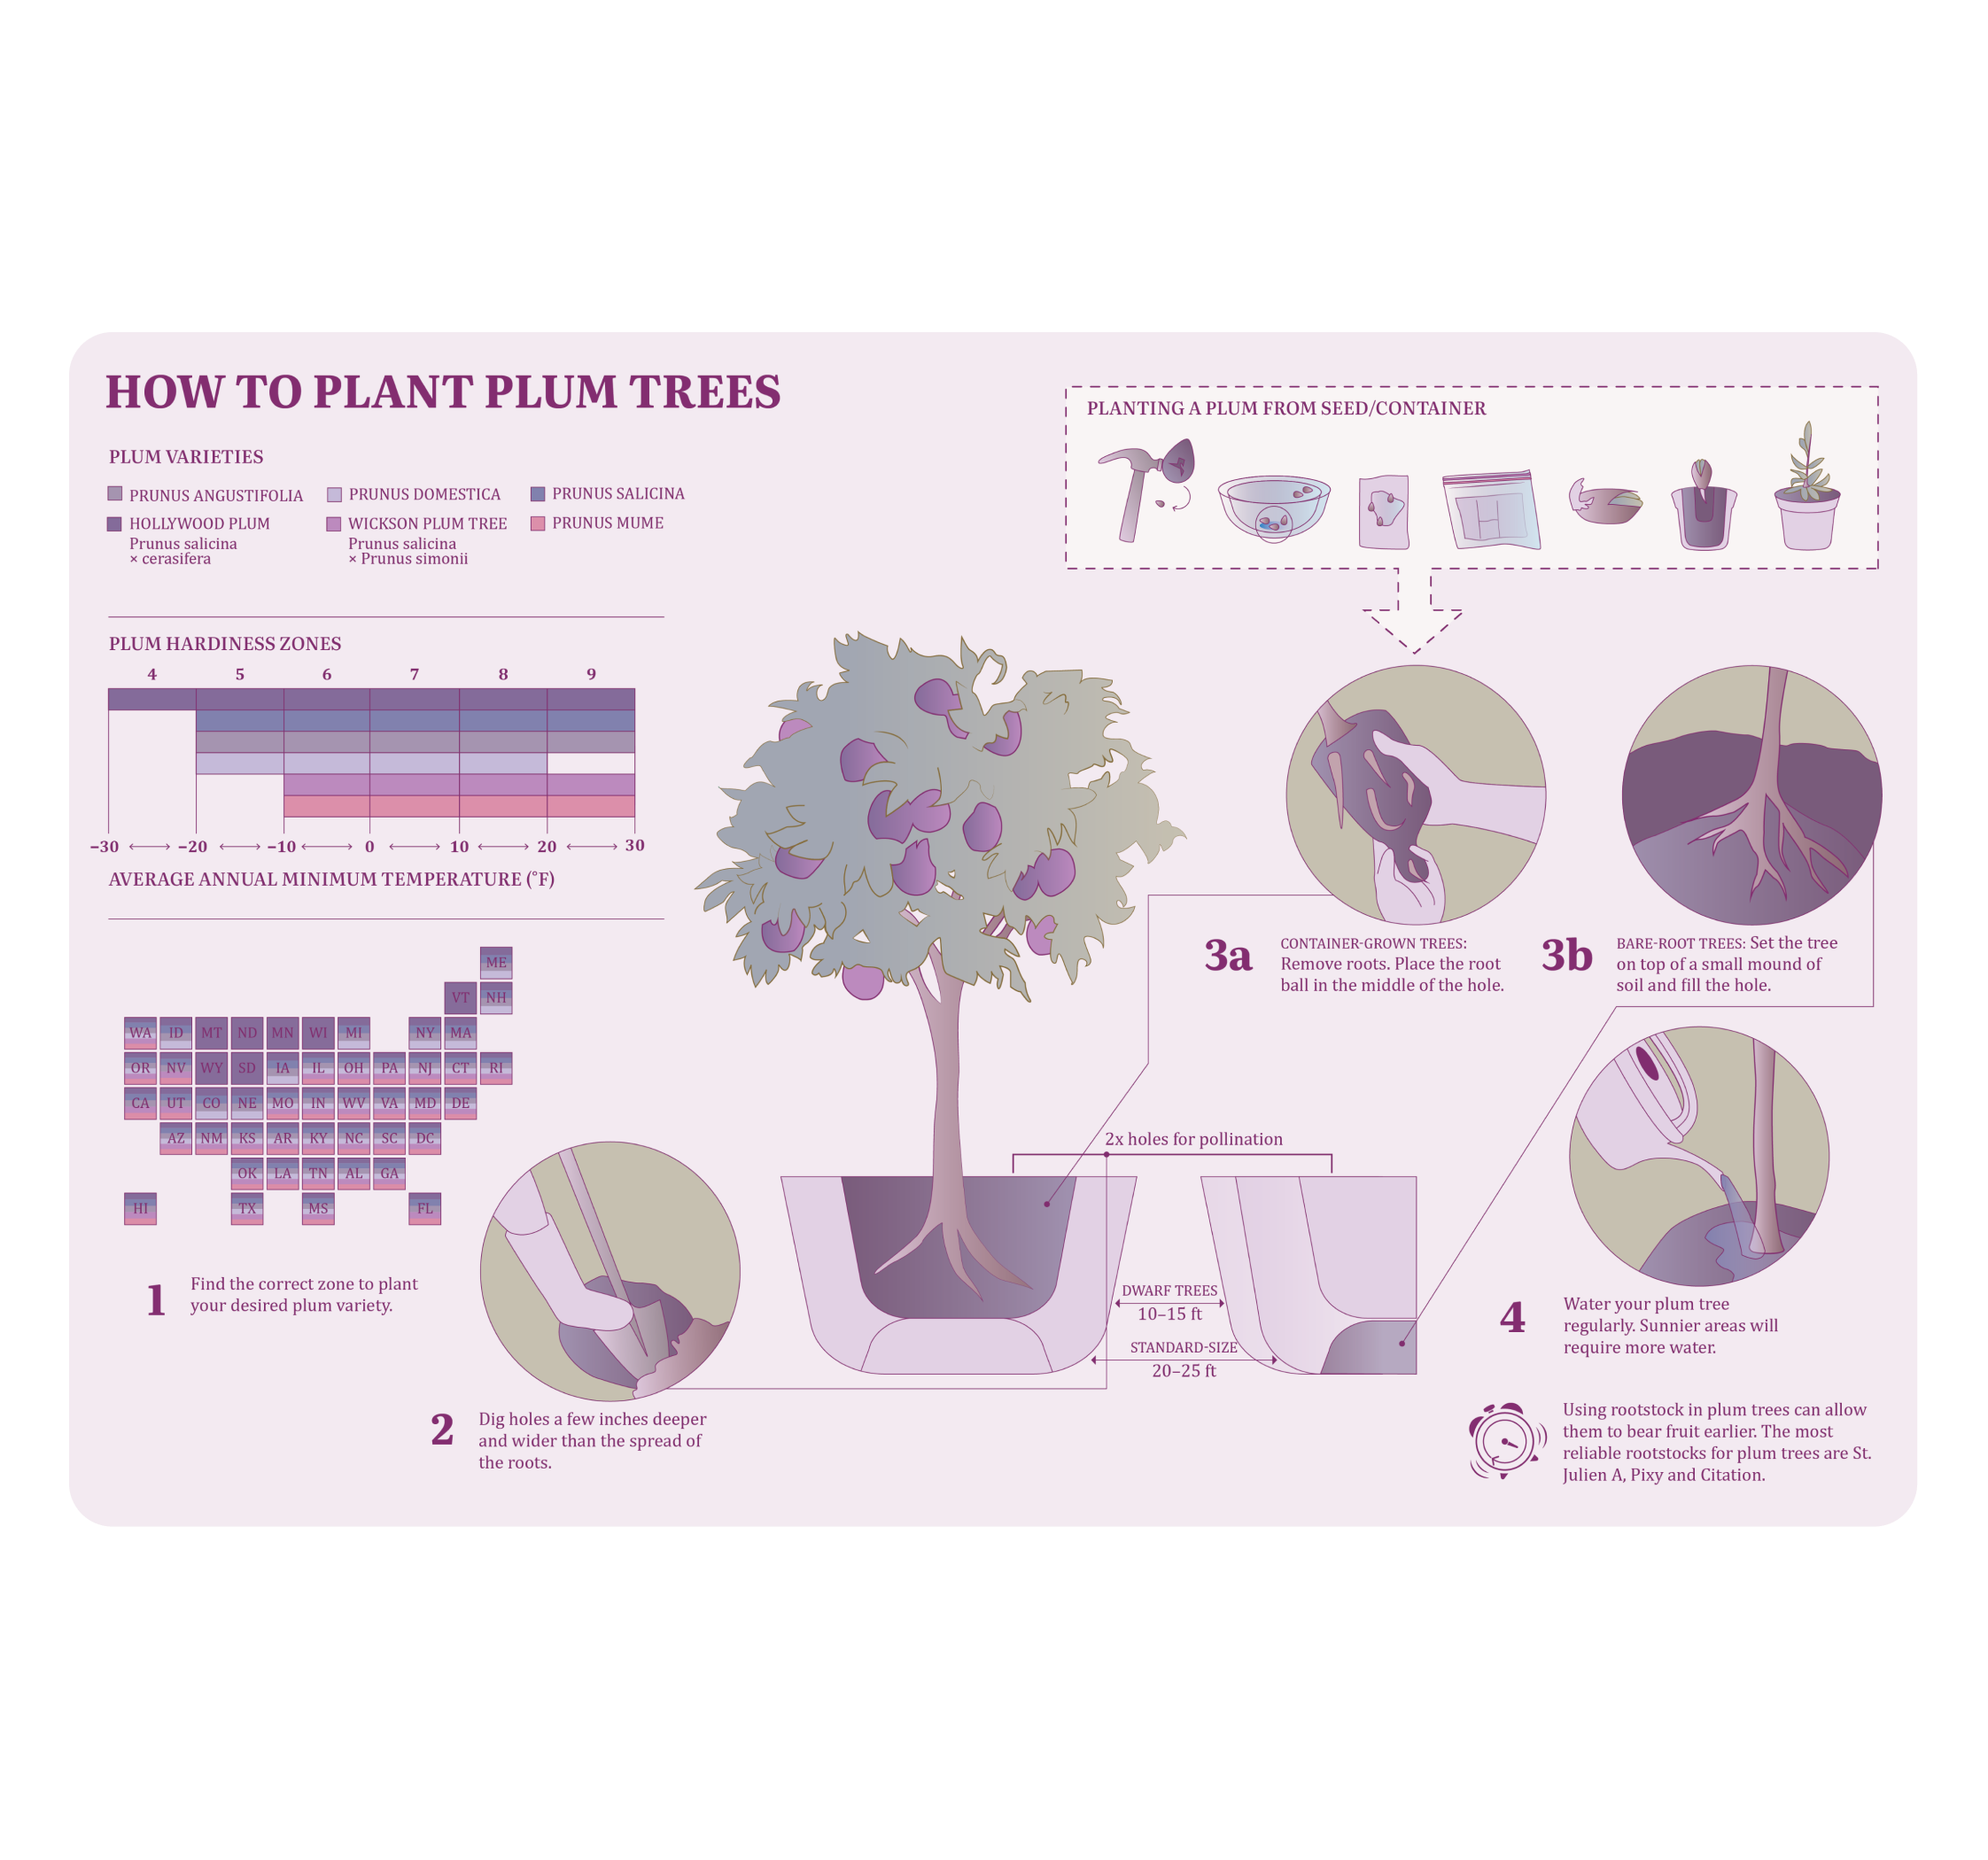 HOW TO PLANT PLUM TREES
PLUM VARIETIES
PRUNUS ANGUSTIFOLIA
PRUNUS DOMESTICA
PRUNUS SALICINA
HOLLYWOOD PLUM
Prunus salicina
× cerasifera
WICKSON PLUM TREE
Prunus salicina
× Prunus simonii
PRUNUS MUME
PLUM HARDINESS ZONES
4 5 6 7 8 9
−30 −20 −10 0 10 20 30
AVERAGE ANNUAL MINIMUM TEMPERATURE (°F)
ME
VT NH
WA ID MT ND MN WI MI NY MA
OR NV WY SD IA IL OH PA NJ CT RI
CA UT CO NE MO IN WV VA MD DE
AZ NM KS AR KY NC SC DC
OK LA TN AL GA
HI TX MS FL
1
Find the correct zone to plant
your desired plum variety.
2
Dig holes a few inches deeper
and wider than the spread of
the roots.
PLANTING A PLUM FROM SEED/CONTAINER
3a
CONTAINER-GROWN TREES:
Remove roots. Place the root
ball in the middle of the hole.
3b
BARE-ROOT TREES: Set the tree
on top of a small mound of
soil and fill the hole.
2x holes for pollination
DWARF TREES
10–15 ft
STANDARD-SIZE
20–25 ft
4
Water your plum tree
regularly. Sunnier areas will
require more water.
Using rootstock in plum trees can allow
them to bear fruit earlier. The most
reliable rootstocks for plum trees are St.
Julien A, Pixy and Citation.